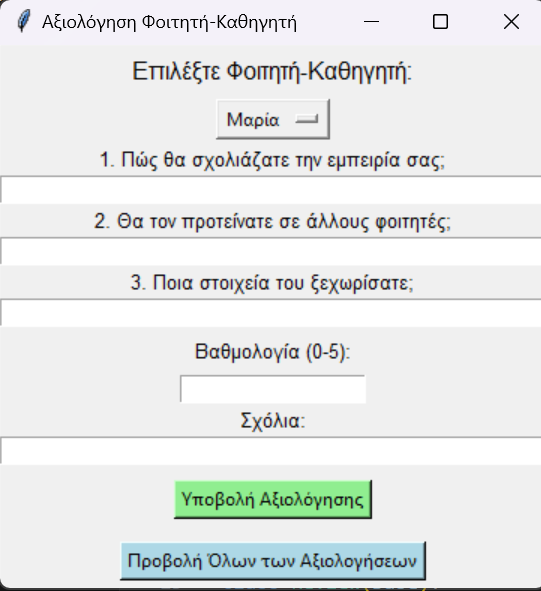 Αξιολόγηση Φοιτητή-Καθηγητή
Επιλέξτε Φοιτητή-Καθηγητή:
Μαρία
1. Πώς θα σχολιάζατε την εμπειρία σας;
2. Θα τον προτείνατε σε άλλους φοιτητές;
3. Ποια στοιχεία του ξεχωρίσατε;
Βαθμολογία (0-5):
Σχόλια:
Υποβολή Αξιολόγησης
Προβολή Όλων των Αξιολογήσεων